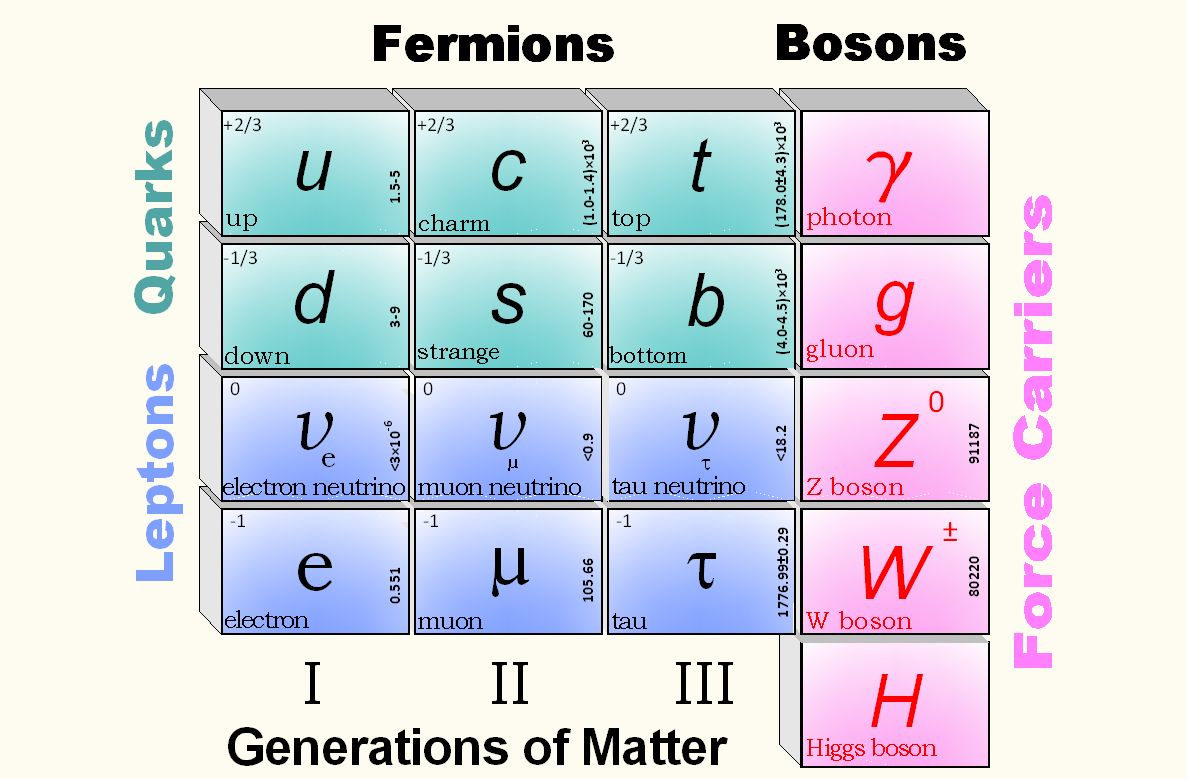 Fermions
Bosons
Quarks
Leptons
Force Carriers
+2/3
u
1.5-5
up
+2/3
c
(1.0-1.4)×10³
charm
+2/3
t
(178.0±4.3)×10³
top
γ
photon
-1/3
d
3-9
down
-1/3
s
60-170
strange
-1/3
b
(4.0-4.5)×10³
bottom
g
gluon
0
ν e
<3×10⁻⁶
electron neutrino
0
ν μ
<0.9
muon neutrino
0
ν τ
<18.2
tau neutrino
Z 0
91187
Z boson
-1
e
0.551
electron
-1
μ
105.66
muon
-1
τ
1776.99±0.29
tau
W ±
80220
W boson
H
Higgs boson
I II III
Generations of Matter